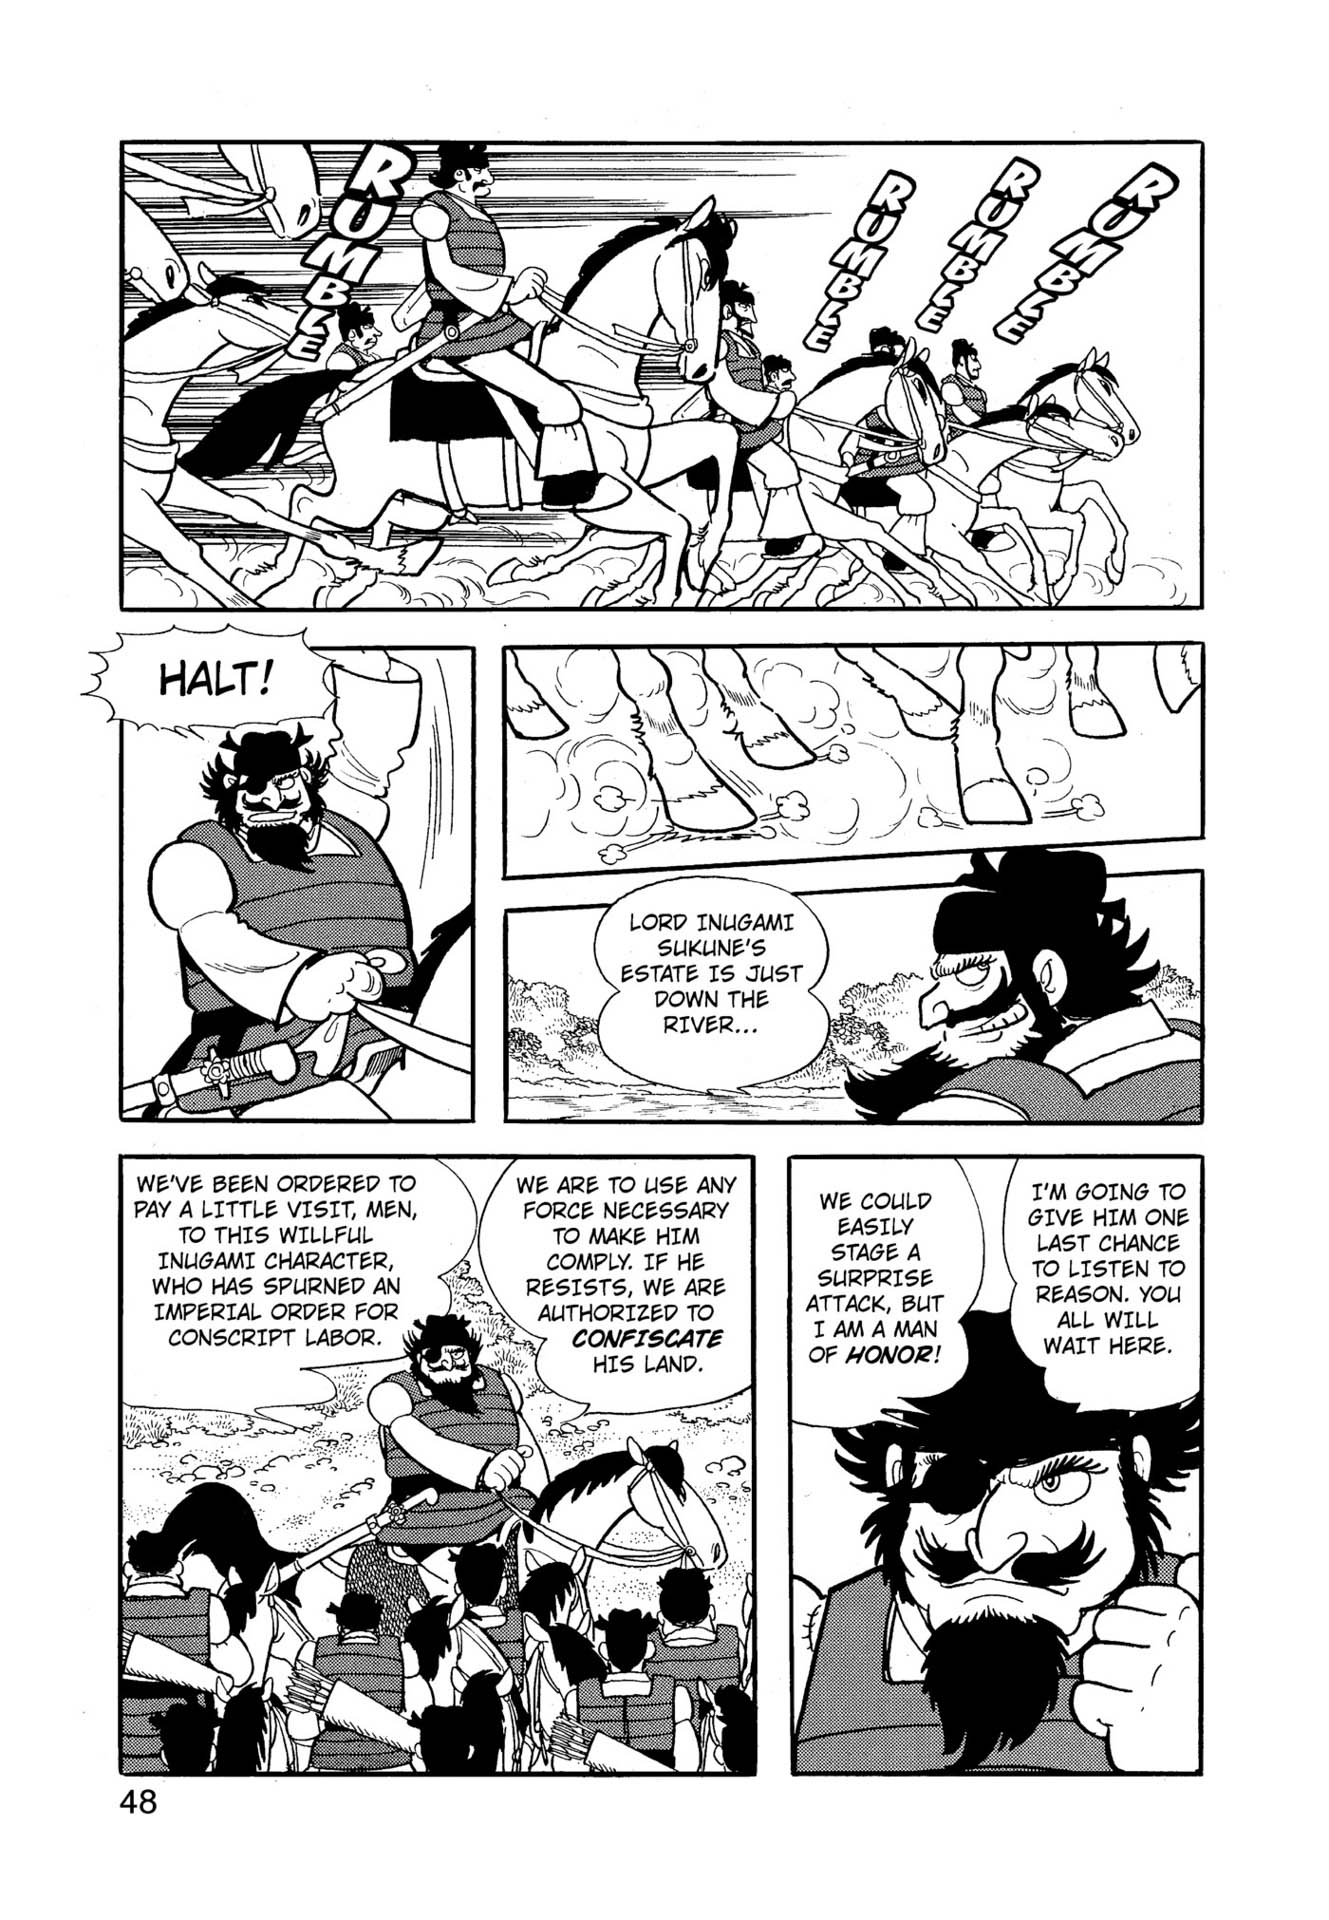 RUMBLE
RUMBLE
RUMBLE
RUMBLE
HALT!
LORD INUGAMI
SUKUNE'S
ESTATE IS JUST
DOWN THE
RIVER...
WE'VE BEEN ORDERED TO
PAY A LITTLE VISIT, MEN,
TO THIS WILLFUL
INUGAMI CHARACTER,
WHO HAS SPURNED AN
IMPERIAL ORDER FOR
CONSCRIPT LABOR.
WE ARE TO USE ANY
FORCE NECESSARY
TO MAKE HIM
COMPLY. IF HE
RESISTS, WE ARE
AUTHORIZED TO
CONFISCATE
HIS LAND.
WE COULD
EASILY
STAGE A
SURPRISE
ATTACK, BUT
I AM A MAN
OF HONOR!
I'M GOING TO
GIVE HIM ONE
LAST CHANCE
TO LISTEN TO
REASON. YOU
ALL WILL
WAIT HERE.
48